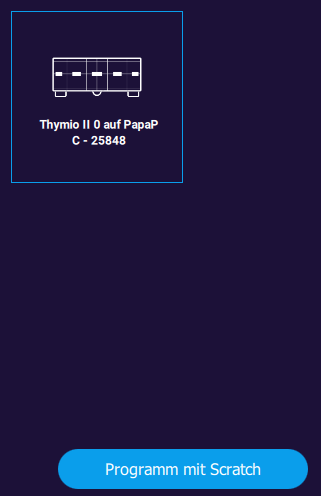 Thymio II 0 auf PapaP
C - 25848
Programm mit Scratch